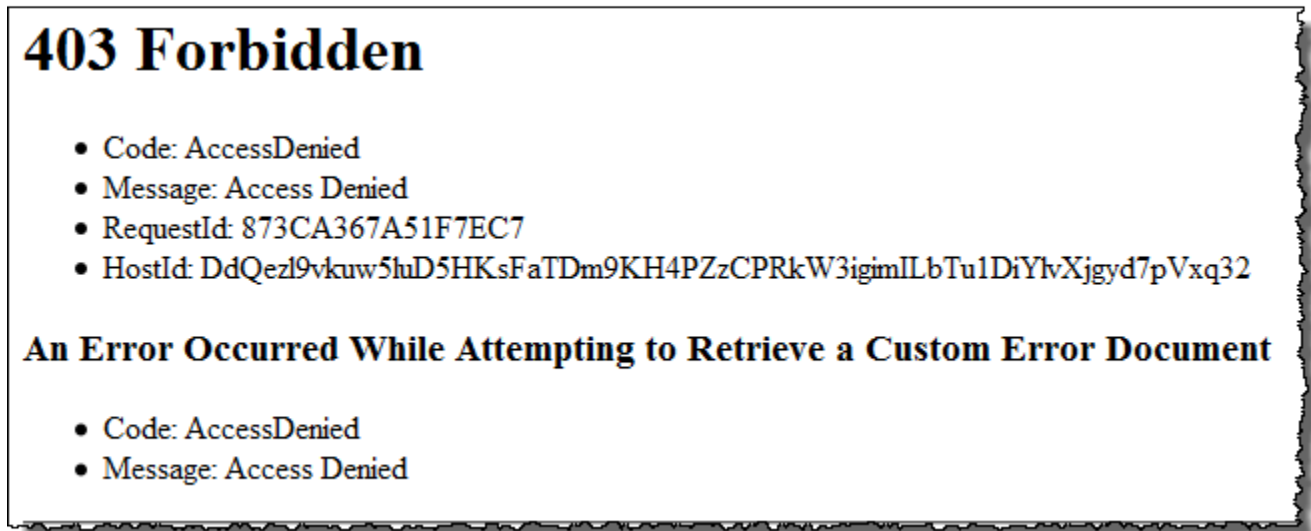 403 Forbidden
• Code: AccessDenied
• Message: Access Denied
• RequestId: 873CA367A51F7EC7
• HostId: DdQezl9vkuw5luD5HKsFaTDm9KH4PZzCPRkW3igimILbTu1DiYlvXjgyd7pVxq32
An Error Occurred While Attempting to Retrieve a Custom Error Document
• Code: AccessDenied
• Message: Access Denied